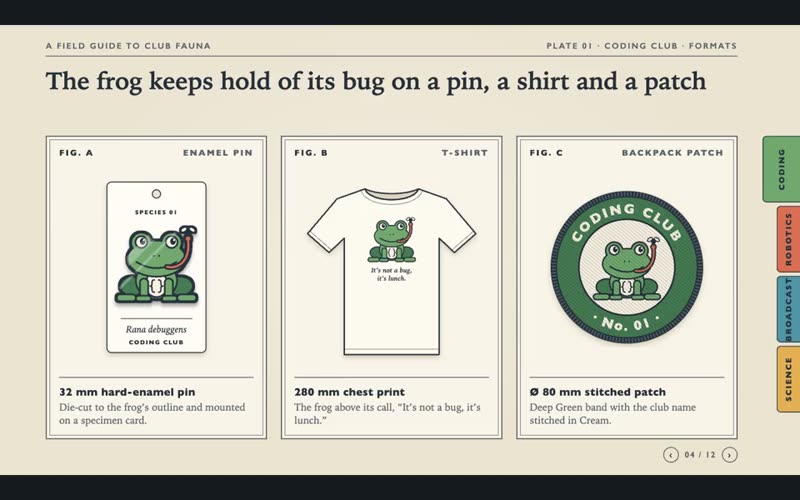 A FIELD GUIDE TO CLUB FAUNA
PLATE 01 · CODING CLUB · FORMATS
The frog keeps hold of its bug on a pin, a shirt and a patch
FIG. A
ENAMEL PIN
SPECIES 01
{ }
Rana debuggens
CODING CLUB
32 mm hard-enamel pin
Die-cut to the frog's outline and mounted
on a specimen card.
FIG. B
T-SHIRT
{ }
It's not a bug,
it's lunch.
280 mm chest print
The frog above its call, “It's not a bug, it's
lunch.”
FIG. C
BACKPACK PATCH
CODING CLUB
{ }
· No. 01 ·
Ø 80 mm stitched patch
Deep Green band with the club name
stitched in Cream.
CODING
ROBOTICS
BROADCAST
SCIENCE
‹ 04 / 12 ›